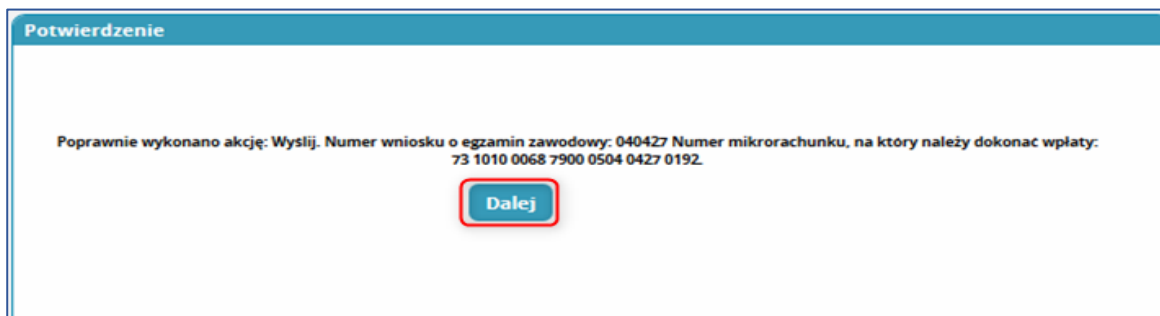 Potwierdzenie
Poprawnie wykonano akcję: Wyślij. Numer wniosku o egzamin zawodowy: 040427 Numer mikrorachunku, na który należy dokonać wpłaty:
73 1010 0068 7900 0504 0427 0192.
Dalej